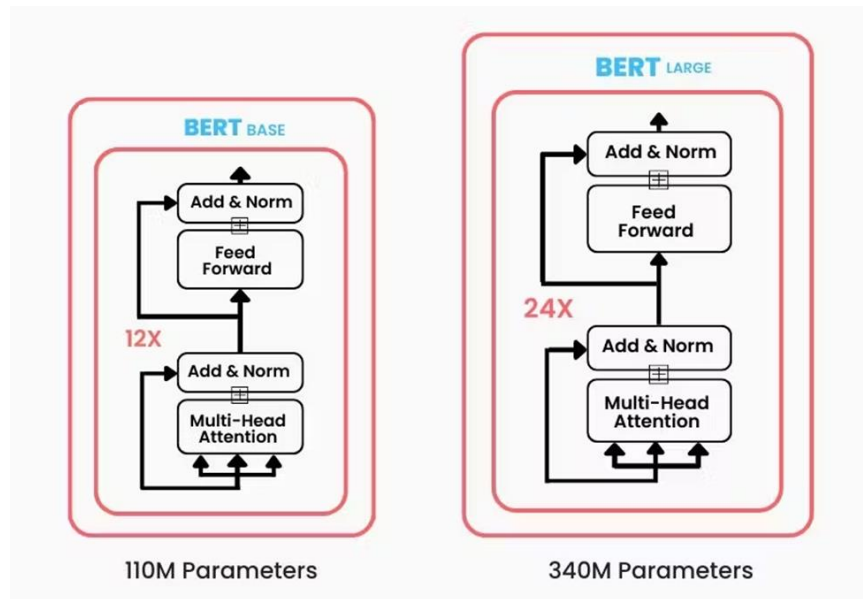 BERT BASE
Add & Norm
Feed
Forward
12X
Add & Norm
Multi-Head
Attention
110M Parameters
BERT LARGE
Add & Norm
Feed
Forward
24X
Add & Norm
Multi-Head
Attention
340M Parameters